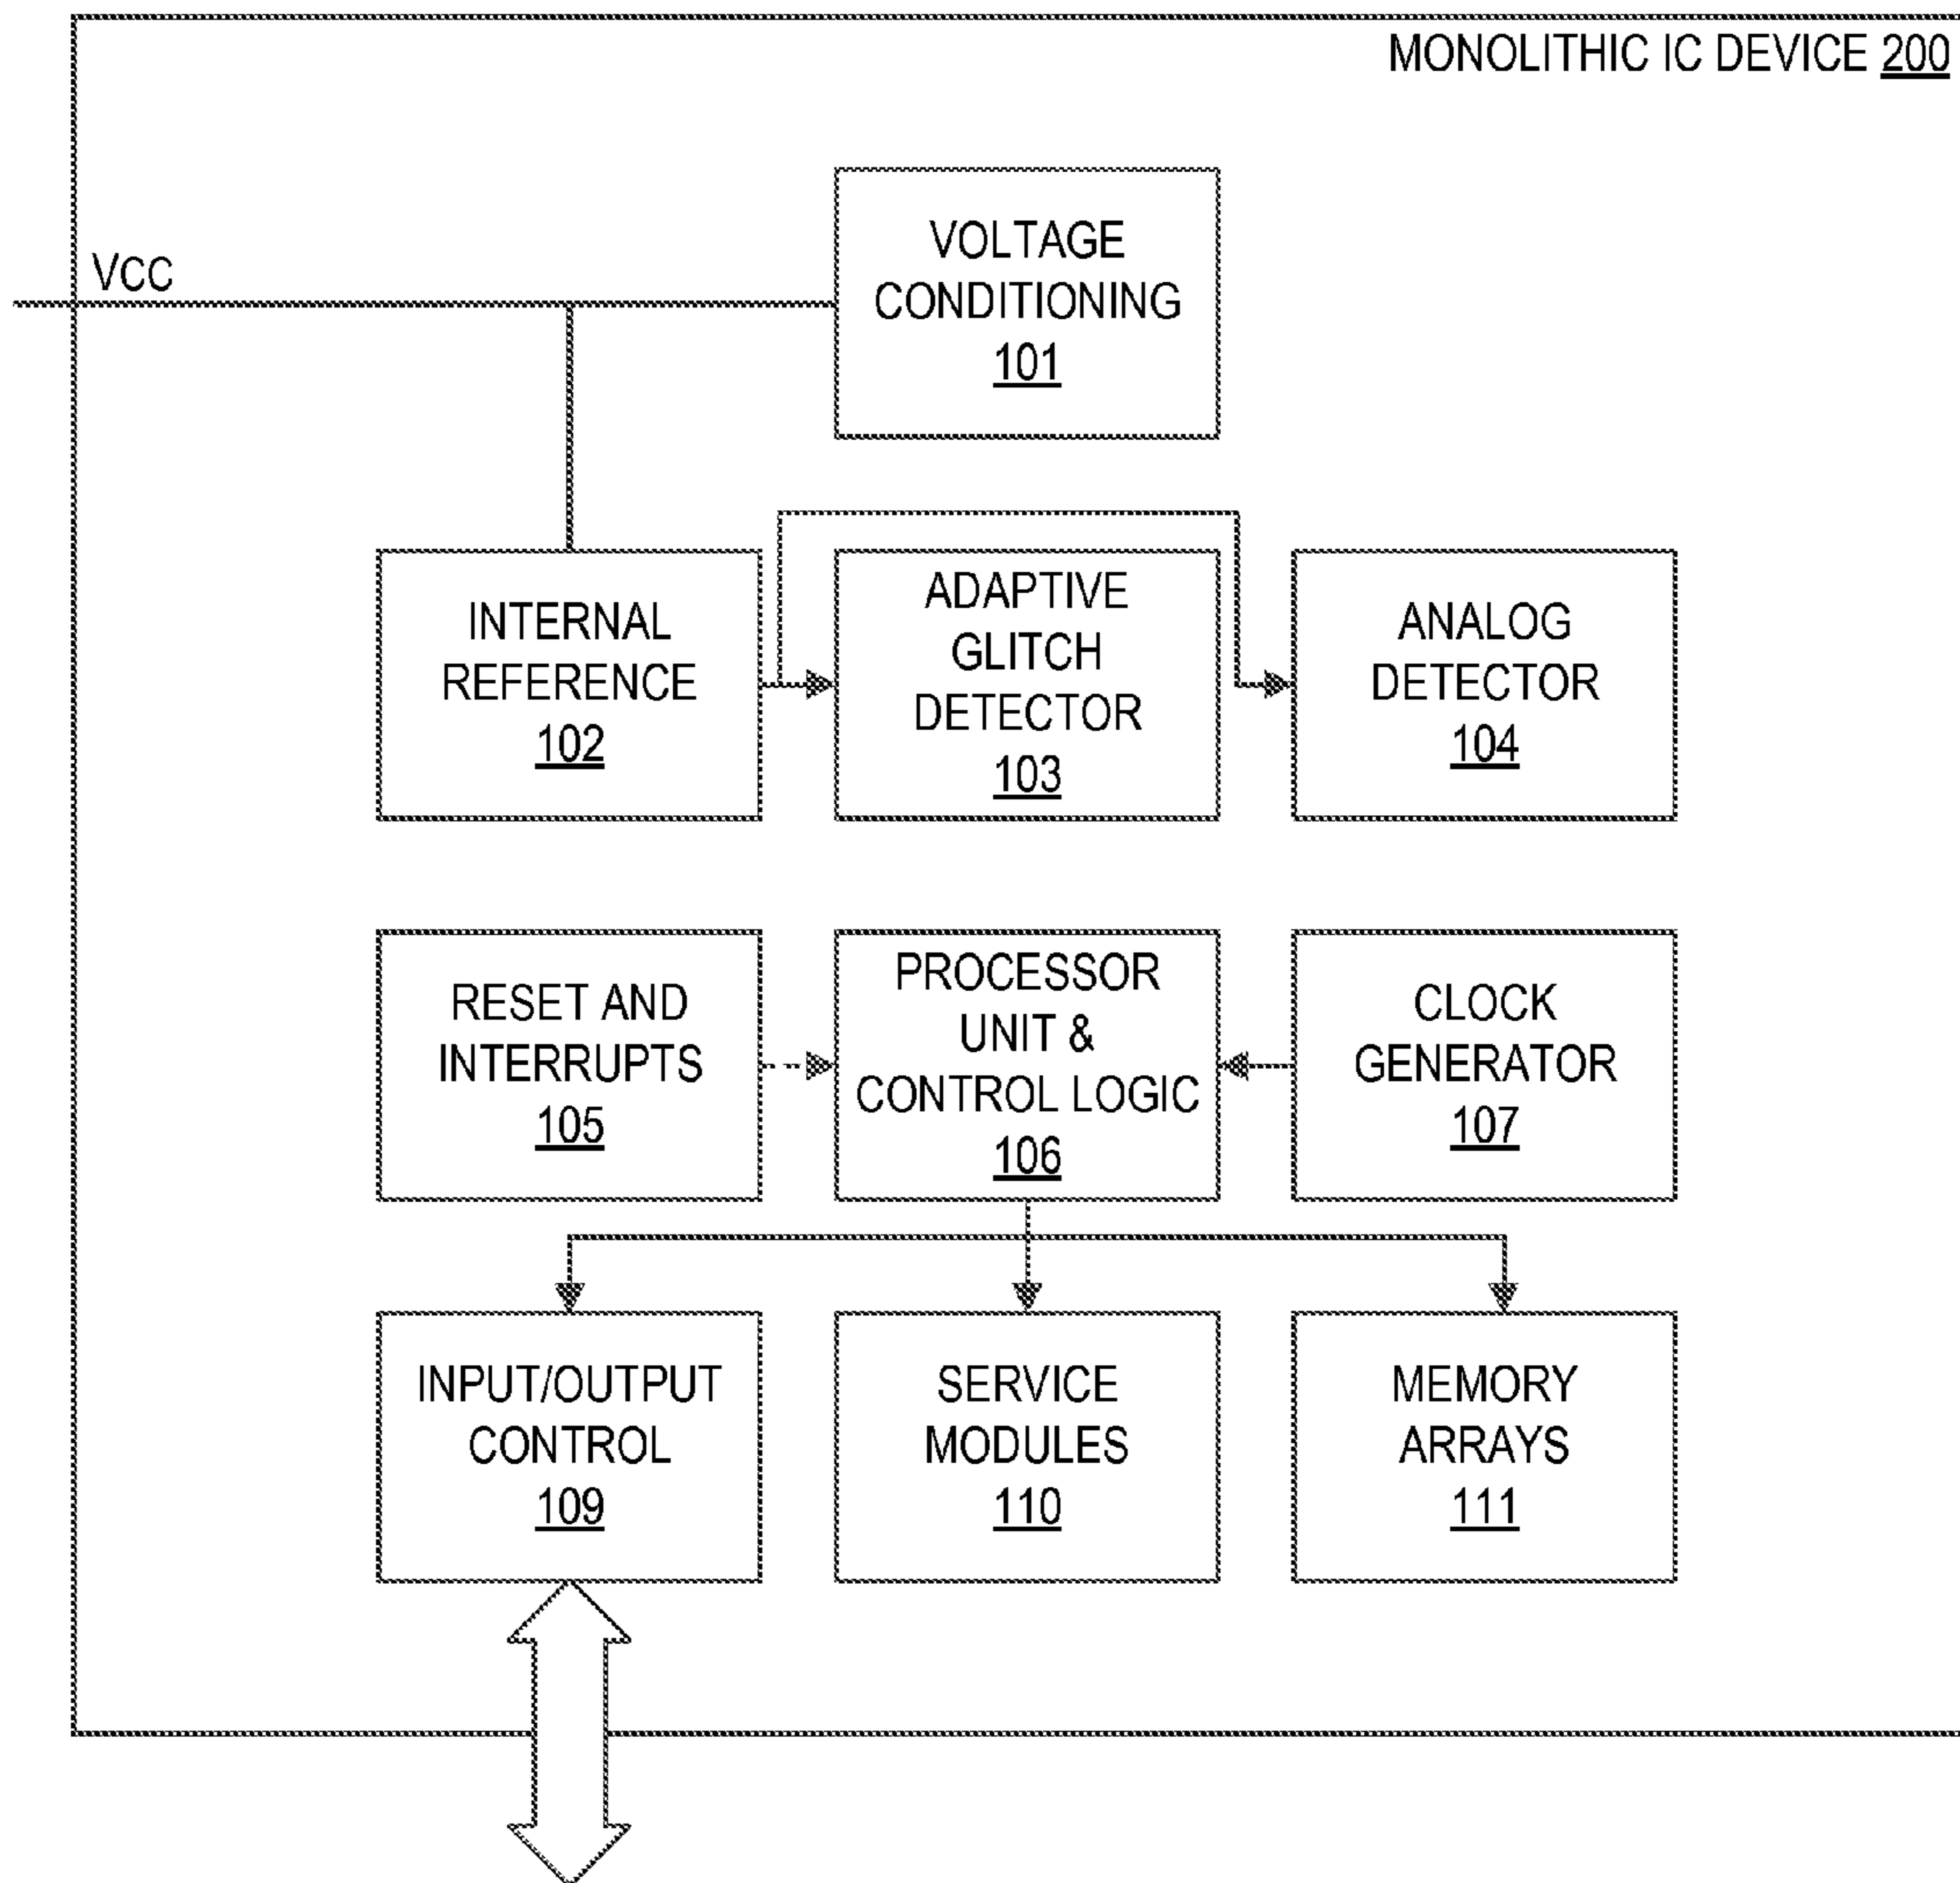 MONOLITHIC IC DEVICE 200
VCC
VOLTAGE
CONDITIONING
101
INTERNAL
REFERENCE
102
ADAPTIVE
GLITCH
DETECTOR
103
ANALOG
DETECTOR
104
RESET AND
INTERRUPTS
105
PROCESSOR
UNIT &
CONTROL LOGIC
106
CLOCK
GENERATOR
107
INPUT/OUTPUT
CONTROL
109
SERVICE
MODULES
110
MEMORY
ARRAYS
111